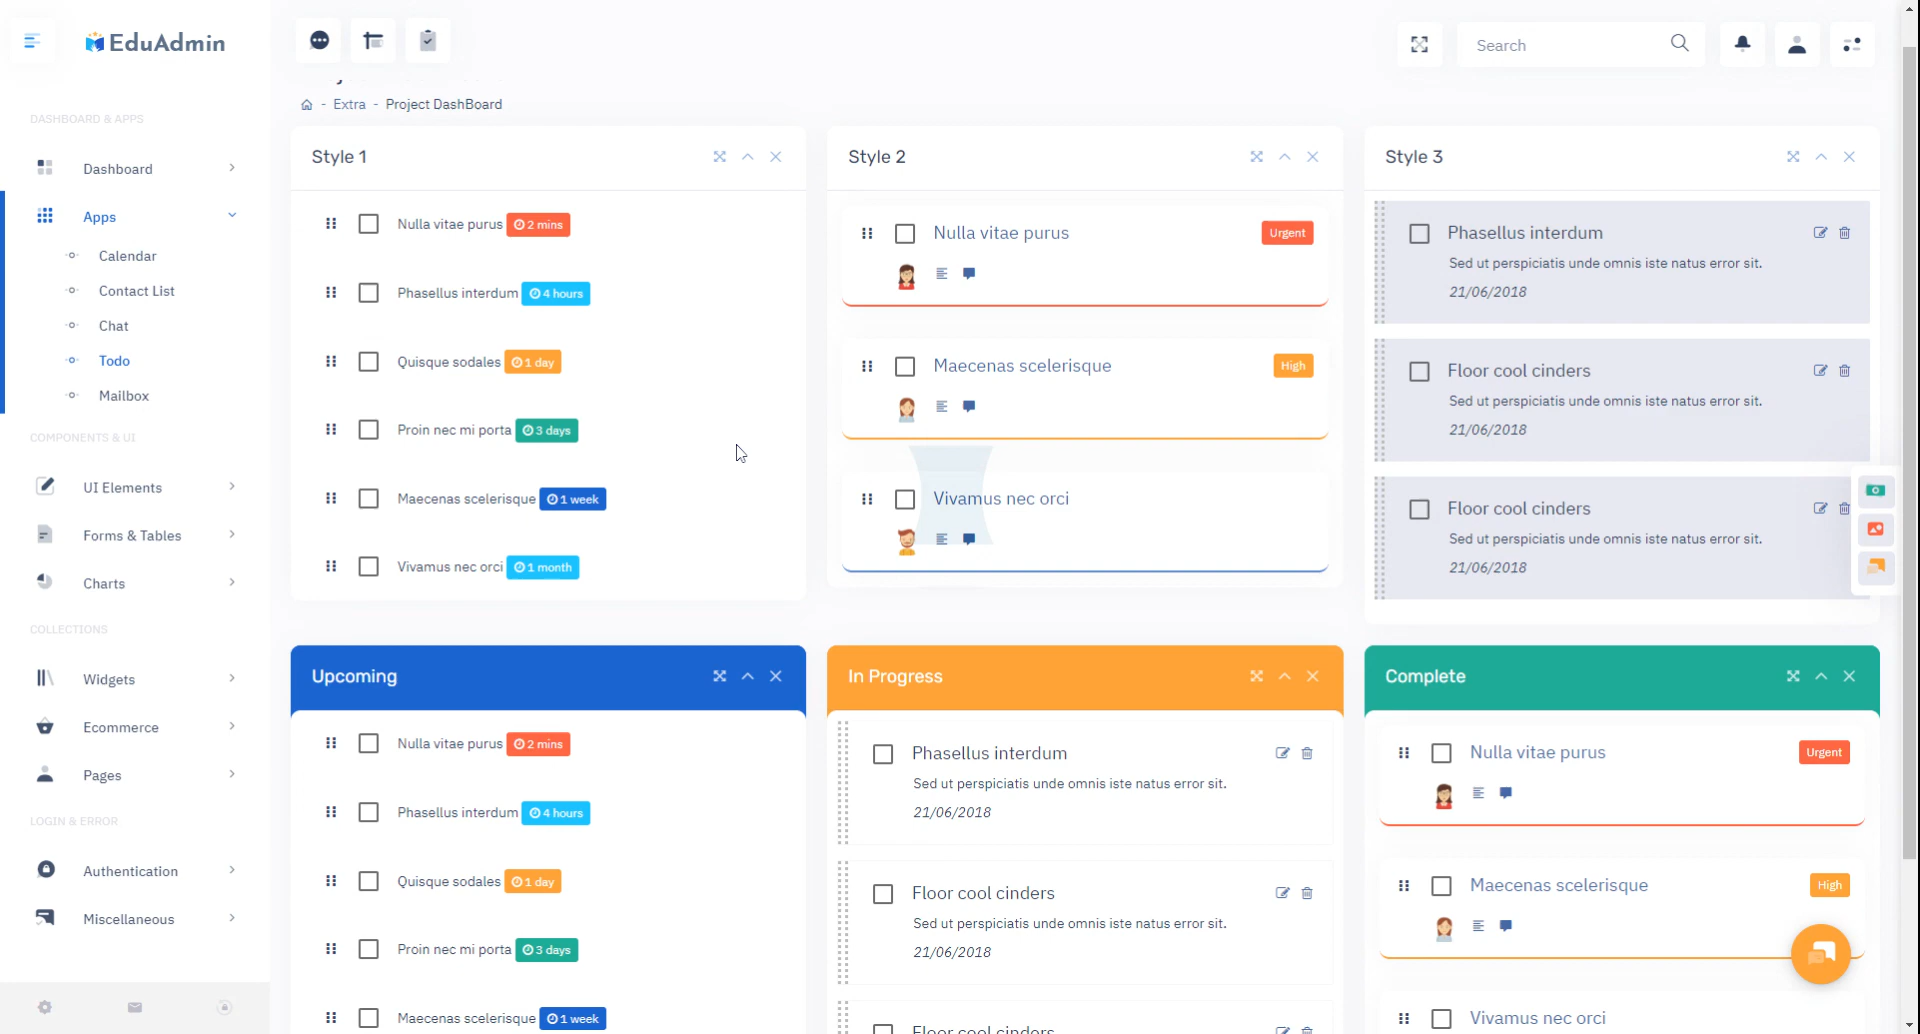 EduAdmin
Search
DASHBOARD & APPS
Dashboard
Apps
Calendar
Contact List
Chat
Todo
Mailbox
COMPONENTS & UI
UI Elements
Forms & Tables
Charts
COLLECTIONS
Widgets
Ecommerce
Pages
LOGIN & ERROR
Authentication
Miscellaneous
- Extra - Project DashBoard
Style 1
Nulla vitae purus 2 mins
Phasellus interdum 4 hours
Quisque sodales 1 day
Proin nec mi porta 3 days
Maecenas scelerisque 1 week
Vivamus nec orci 1 month
Style 2
Nulla vitae purus Urgent
Maecenas scelerisque High
Vivamus nec orci
Style 3
Phasellus interdum
Sed ut perspiciatis unde omnis iste natus error sit.
21/06/2018
Floor cool cinders
Sed ut perspiciatis unde omnis iste natus error sit.
21/06/2018
Floor cool cinders
Sed ut perspiciatis unde omnis iste natus error sit.
21/06/2018
Upcoming
Nulla vitae purus 2 mins
Phasellus interdum 4 hours
Quisque sodales 1 day
Proin nec mi porta 3 days
Maecenas scelerisque 1 week
In Progress
Phasellus interdum
Sed ut perspiciatis unde omnis iste natus error sit.
21/06/2018
Floor cool cinders
Sed ut perspiciatis unde omnis iste natus error sit.
21/06/2018
Floor cool cinders
Complete
Nulla vitae purus Urgent
Maecenas scelerisque High
Vivamus nec orci